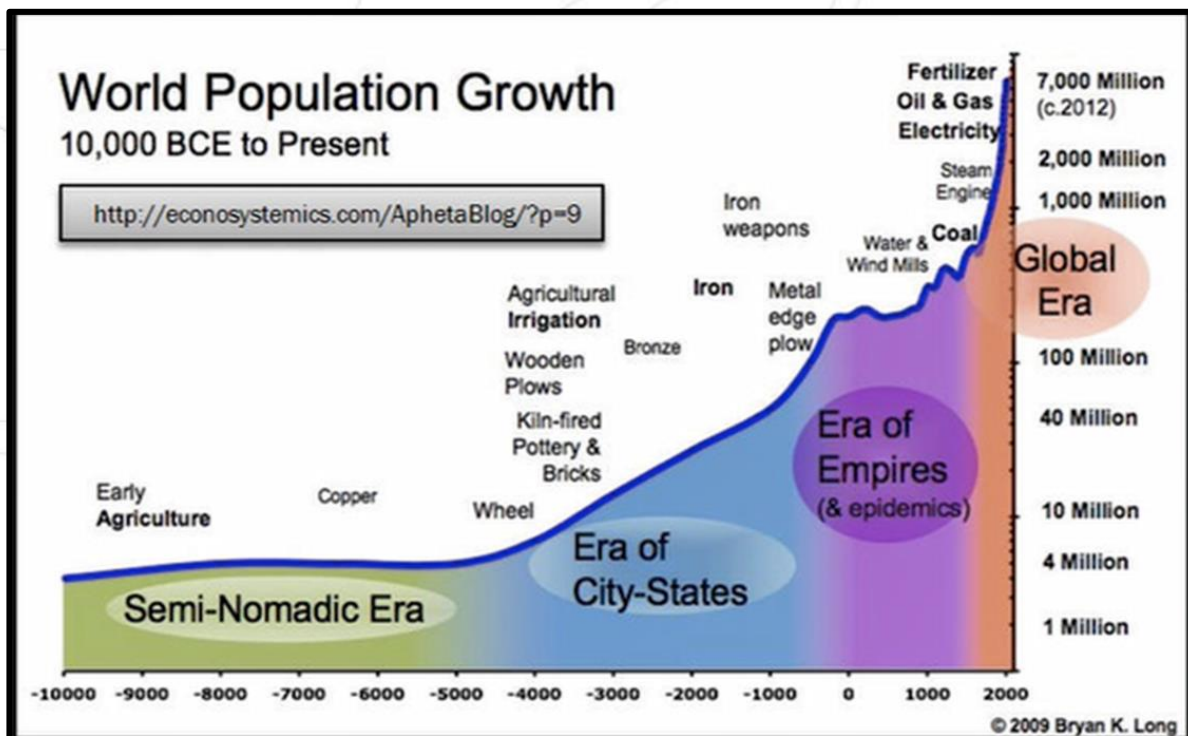 World Population Growth
10,000 BCE to Present
http://econosystemics.com/AphetaBlog/?p=9
Fertilizer
Oil & Gas
Electricity
Steam
Engine
Iron
weapons
Water &
Wind Mills
Coal
Agricultural
Irrigation
Iron
Metal
edge
plow
Bronze
Wooden
Plows
Kiln-fired
Pottery &
Bricks
Early
Agriculture
Copper
Wheel
Semi-Nomadic Era
Era of
City-States
Era of
Empires
(& epidemics)
Global
Era
7,000 Million
(c.2012)
2,000 Million
1,000 Million
100 Million
40 Million
10 Million
4 Million
1 Million
-10000 -9000 -8000 -7000 -6000 -5000 -4000 -3000 -2000 -1000 0 1000 2000
© 2009 Bryan K. Long